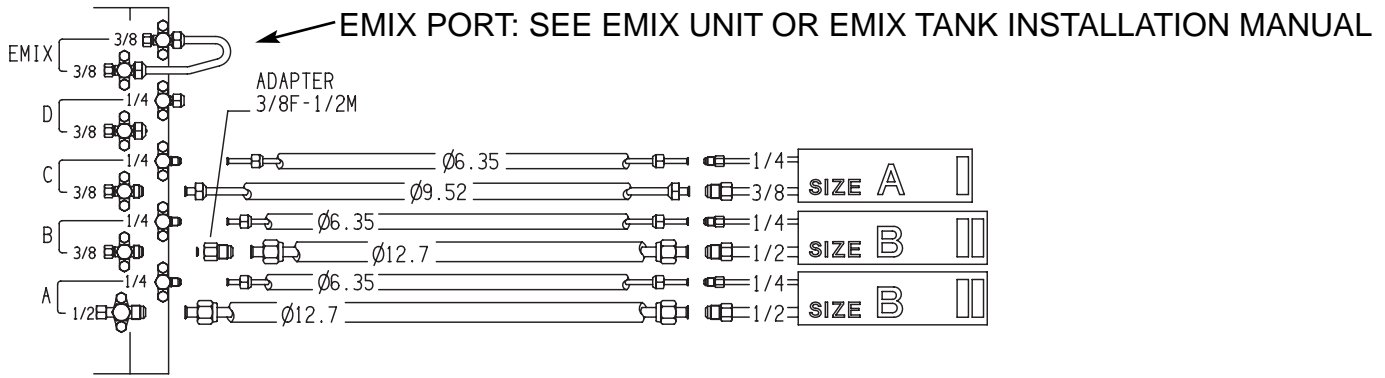 EMIX PORT: SEE EMIX UNIT OR EMIX TANK INSTALLATION MANUAL
3/8
EMIX
3/8
ADAPTER
3/8F-1/2M
1/4
D
3/8
1/4
Ø6.35
1/4
C
3/8
Ø9.52
3/8
SIZE A
1/4
Ø6.35
1/4
B
3/8
Ø12.7
1/2
SIZE B
1/4
Ø6.35
1/4
A
1/2
Ø12.7
1/2
SIZE B